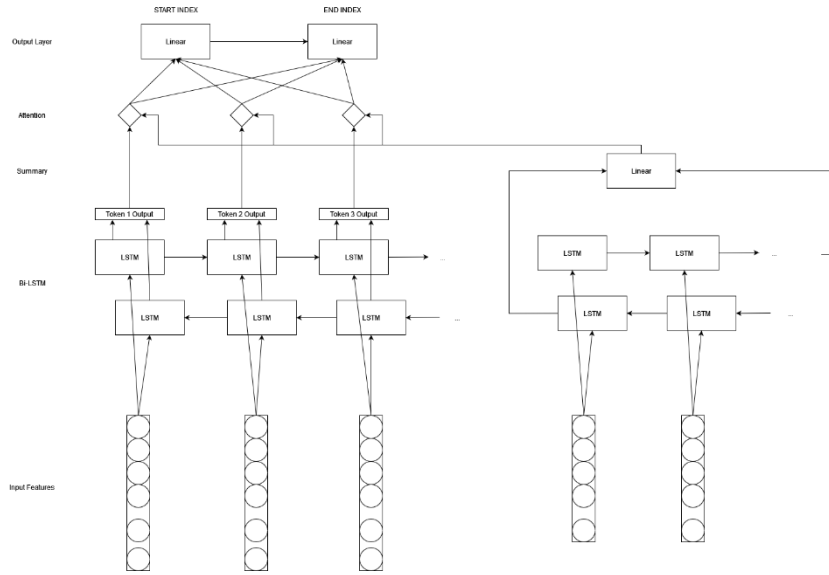 START INDEX END INDEX
Output Layer Linear Linear
Attention
Summary Linear
Token 1 Output Token 2 Output Token 3 Output
LSTM LSTM LSTM ... LSTM LSTM ...
Bi-LSTM
LSTM LSTM LSTM ... LSTM LSTM ...
Input Features